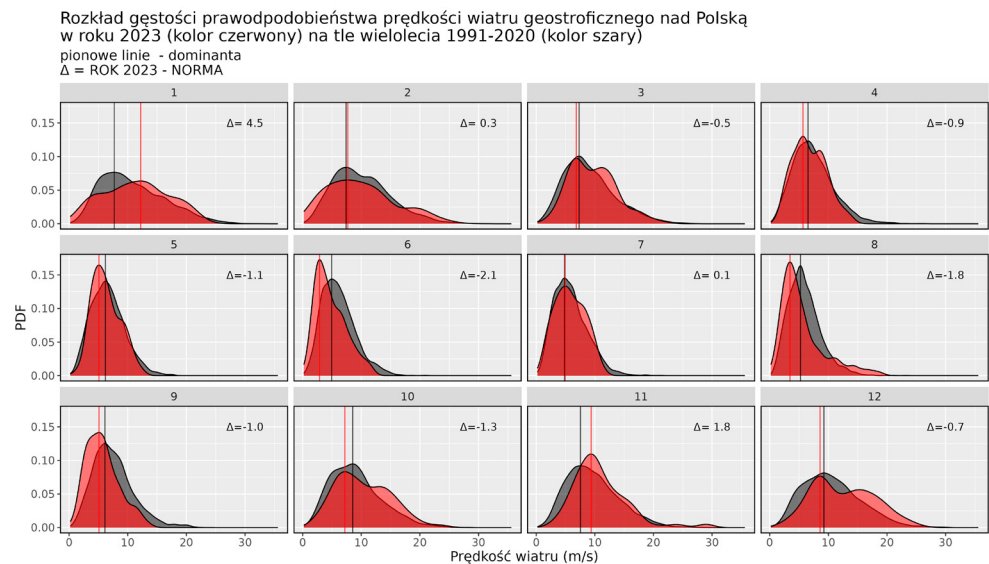 Rozkład gęstości prawodpodobieństwa prędkości wiatru geostroficznego nad Polską
w roku 2023 (kolor czerwony) na tle wielolecia 1991-2020 (kolor szary)
pionowe linie - dominanta
Δ = ROK 2023 - NORMA
1
2
3
4
0.15
0.10
0.05
0.00
Δ= 4.5
Δ= 0.3
Δ=-0.5
Δ=-0.9
5
6
7
8
0.15
0.10
0.05
0.00
Δ=-1.1
Δ=-2.1
Δ= 0.1
Δ=-1.8
PDF
9
10
11
12
0.15
0.10
0.05
0.00
Δ=-1.0
Δ=-1.3
Δ= 1.8
Δ=-0.7
0 10 20 30
0 10 20 30
0 10 20 30
0 10 20 30
Prędkość wiatru (m/s)